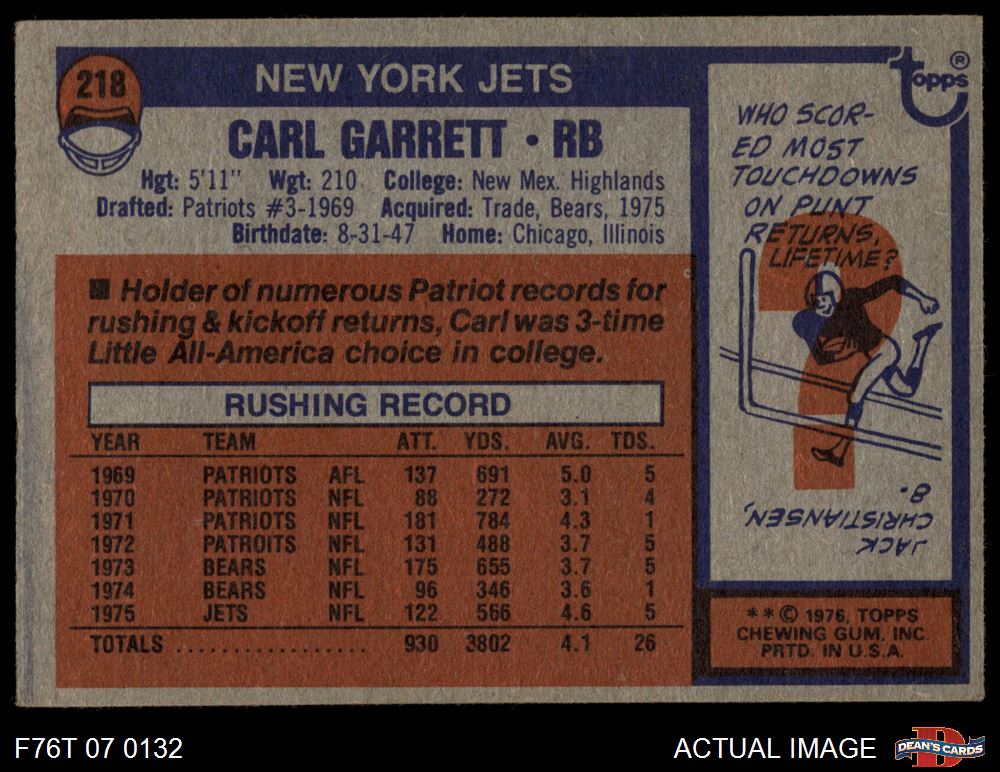 218
NEW YORK JETS
CARL GARRETT • RB
Hgt: 5'11" Wgt: 210 College: New Mex. Highlands
Drafted: Patriots #3-1969 Acquired: Trade, Bears, 1975
Birthdate: 8-31-47 Home: Chicago, Illinois
■ Holder of numerous Patriot records for
rushing & kickoff returns, Carl was 3-time
Little All-America choice in college.
RUSHING RECORD
YEAR TEAM ATT. YDS. AVG. TDS.
1969 PATRIOTS AFL 137 691 5.0 5
1970 PATRIOTS NFL 88 272 3.1 4
1971 PATRIOTS NFL 181 784 4.3 1
1972 PATROITS NFL 131 488 3.7 5
1973 BEARS NFL 175 655 3.7 5
1974 BEARS NFL 96 346 3.6 1
1975 JETS NFL 122 566 4.6 5
TOTALS .................. 930 3802 4.1 26
Topps®
WHO SCOR-
ED MOST
TOUCHDOWNS
ON PUNT
RETURNS,
LIFETIME?
?
JACK
CHRISTIANSEN,
8.
**© 1976, TOPPS
CHEWING GUM, INC.
PRTD. IN U.S.A.
F76T 07 0132
ACTUAL IMAGE
D
DEAN'S CARDS